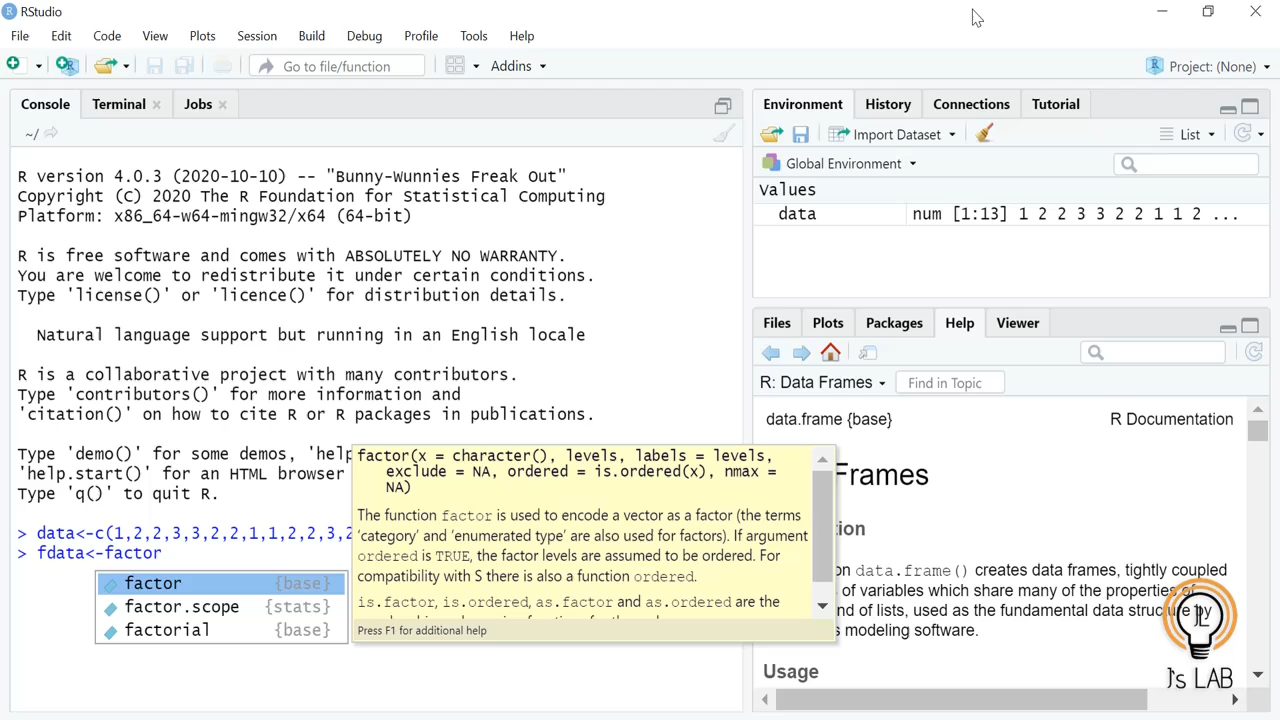 RStudio
File Edit Code View Plots Session Build Debug Profile Tools Help
Go to file/function Addins Project: (None)
Console Terminal Jobs
~/
R version 4.0.3 (2020-10-10) -- "Bunny-Wunnies Freak Out"
Copyright (C) 2020 The R Foundation for Statistical Computing
Platform: x86_64-w64-mingw32/x64 (64-bit)
R is free software and comes with ABSOLUTELY NO WARRANTY.
You are welcome to redistribute it under certain conditions.
Type 'license()' or 'licence()' for distribution details.
Natural language support but running in an English locale
R is a collaborative project with many contributors.
Type 'contributors()' for more information and
'citation()' on how to cite R or R packages in publications.
Type 'demo()' for some demos, 'help
'help.start()' for an HTML browser
Type 'q()' to quit R.
> data<-c(1,2,2,3,3,2,2,1,1,2,2,3,2
> fdata<-factor
factor {base}
factor.scope {stats}
factorial {base}
factor(x = character(), levels, labels = levels,
exclude = NA, ordered = is.ordered(x), nmax =
NA)
The function factor is used to encode a vector as a factor (the terms
'category' and 'enumerated type' are also used for factors). If argument
ordered is TRUE, the factor levels are assumed to be ordered. For
compatibility with S there is also a function ordered.
is.factor, is.ordered, as.factor and as.ordered are the
Press F1 for additional help
Environment History Connections Tutorial
Import Dataset List
Global Environment
Values
data num [1:13] 1 2 2 3 3 2 2 1 1 2 ...
Files Plots Packages Help Viewer
R: Data Frames Find in Topic
data.frame {base} R Documentation
Frames
tion
on data.frame() creates data frames, tightly coupled
of variables which share many of the properties of
nd of lists, used as the fundamental data structure by
s modeling software.
Usage
JL
J's LAB